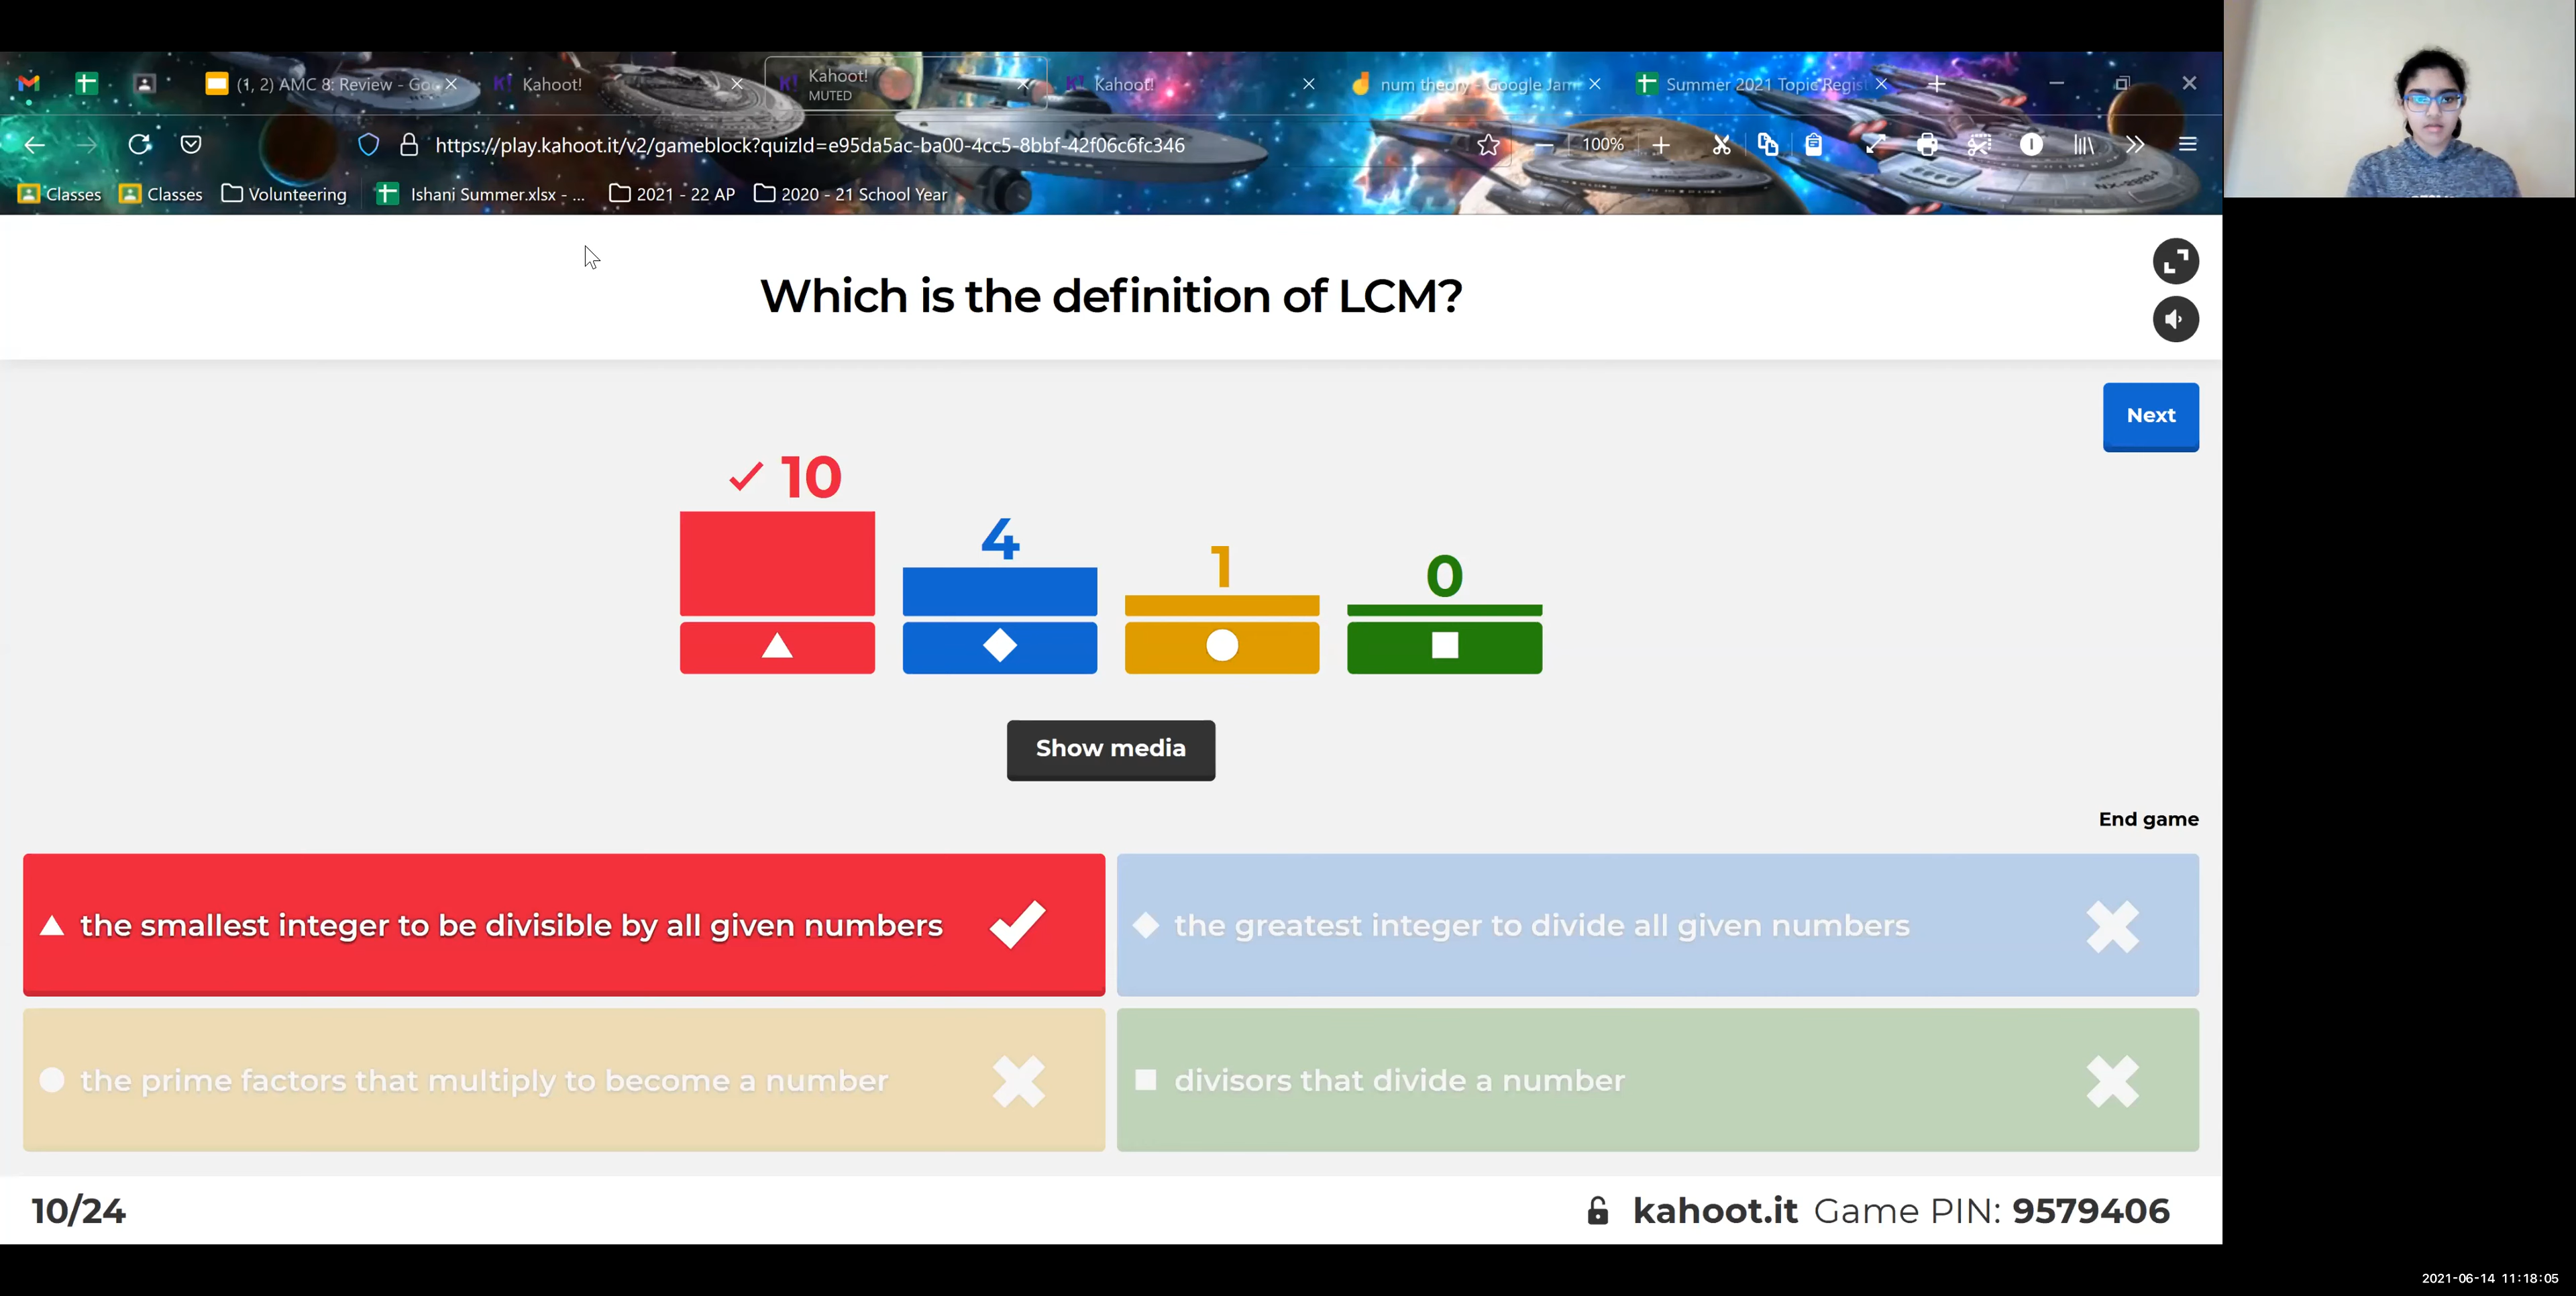 (1, 2) AMC 8: Review - Goo
Kahoot!
Kahoot!
MUTED
Kahoot!
num theory - Google Jam
Summer 2021 Topic Regist
https://play.kahoot.it/v2/gameblock?quizId=e95da5ac-ba00-4cc5-8bbf-42f06c6fc346
100%
Classes
Classes
Volunteering
Ishani Summer.xlsx - ...
2021 - 22 AP
2020 - 21 School Year
Which is the definition of LCM?
Next
10
4
1
0
Show media
End game
the smallest integer to be divisible by all given numbers
the greatest integer to divide all given numbers
the prime factors that multiply to become a number
divisors that divide a number
10/24
kahoot.it Game PIN: 9579406
2021-06-14 11:18:05